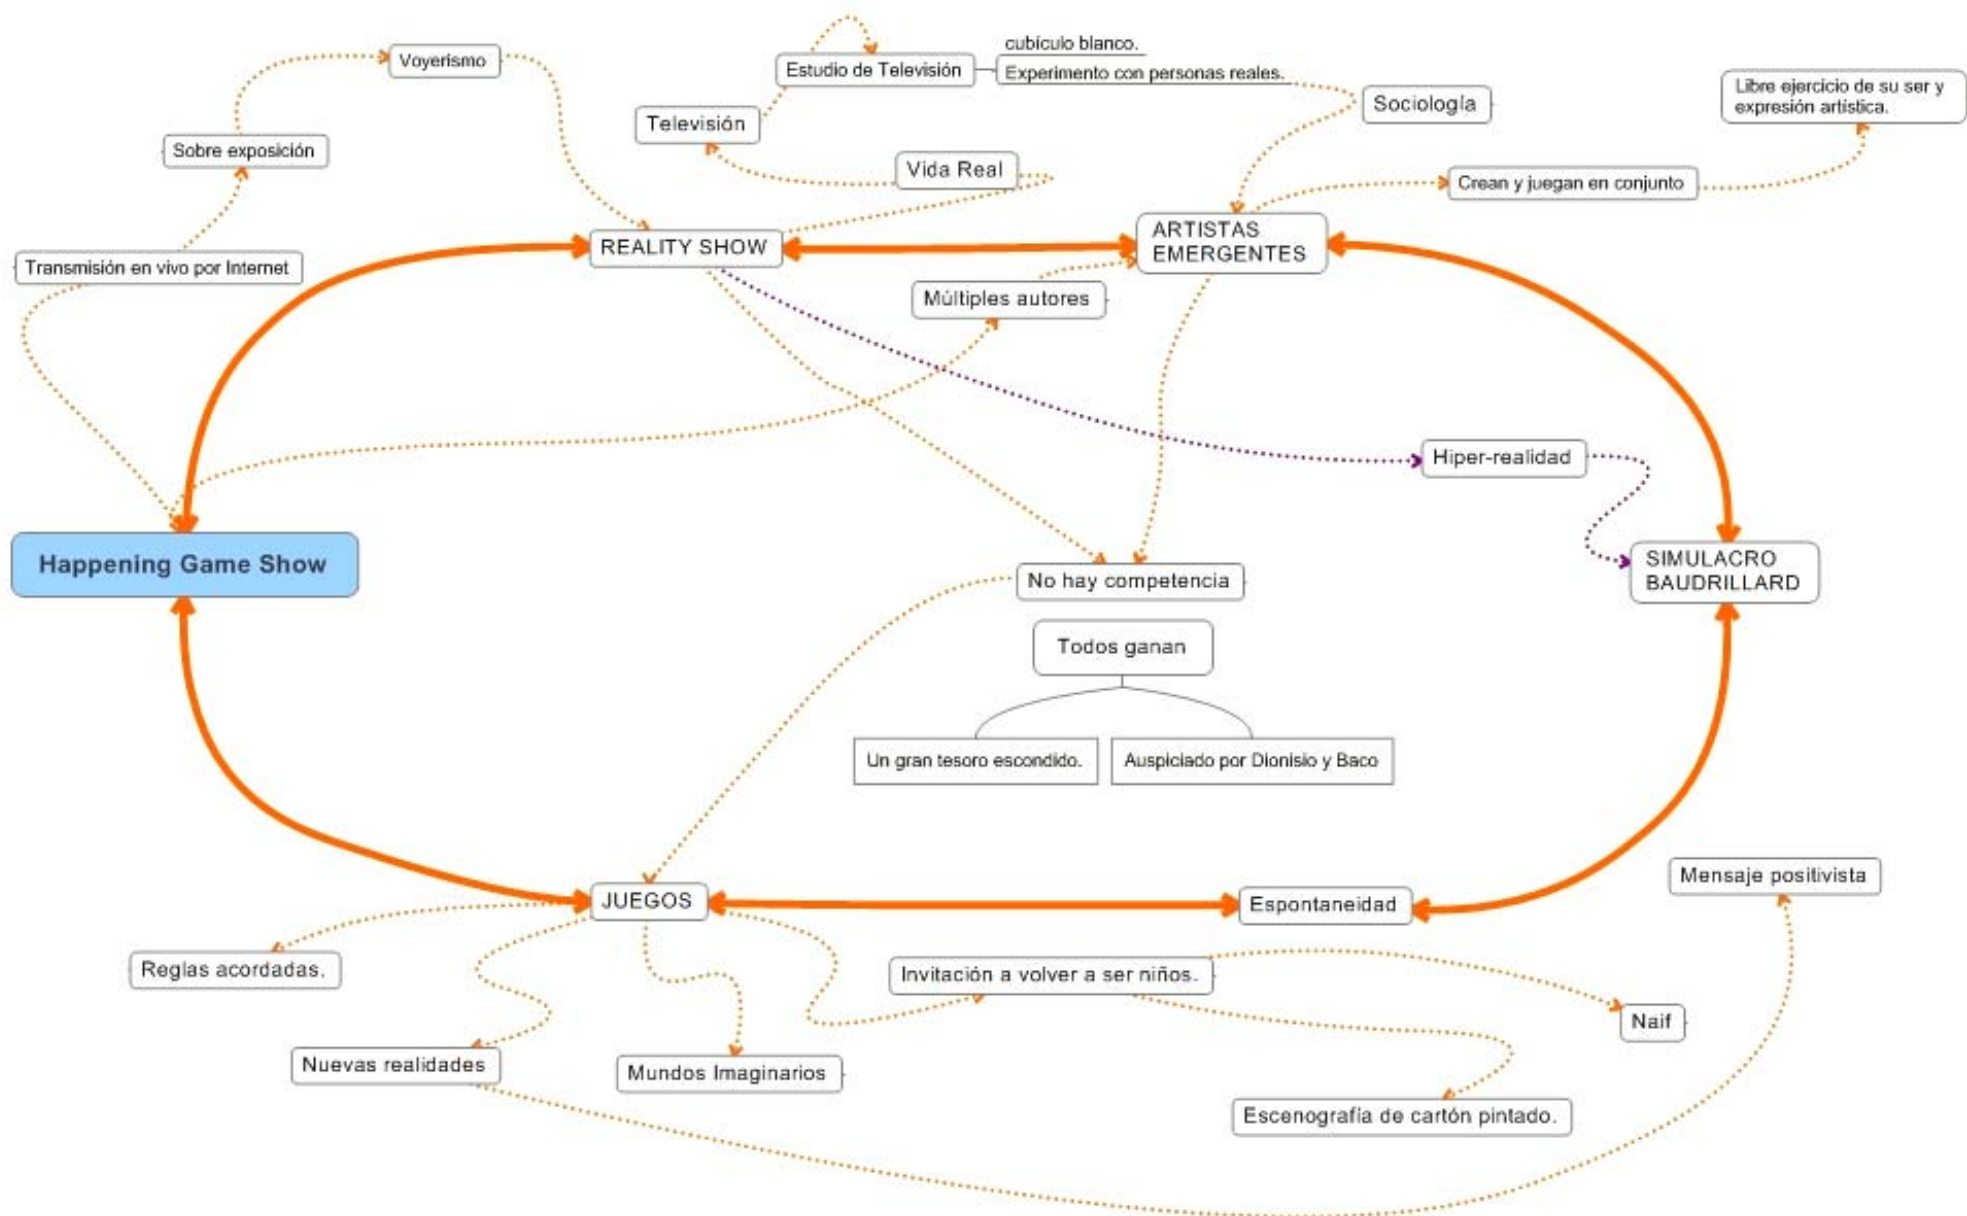 cubículo blanco.
Voyerismo
Estudio de Televisión
Experimento con personas reales.
Libre ejercicio de su ser y
expresión artística.
Sociología
Televisión
Sobre exposición
Vida Real
Crean y juegan en conjunto
REALITY SHOW
ARTISTAS
EMERGENTES
Transmisión en vivo por Internet
Múltiples autores
Hiper-realidad
Happening Game Show
SIMULACRO
BAUDRILLARD
No hay competencia
Todos ganan
Un gran tesoro escondido.
Auspiciado por Dionisio y Baco
Mensaje positivista
JUEGOS
Espontaneidad
Reglas acordadas.
Invitación a volver a ser niños.
Naif
Nuevas realidades
Mundos Imaginarios
Escenografía de cartón pintado.